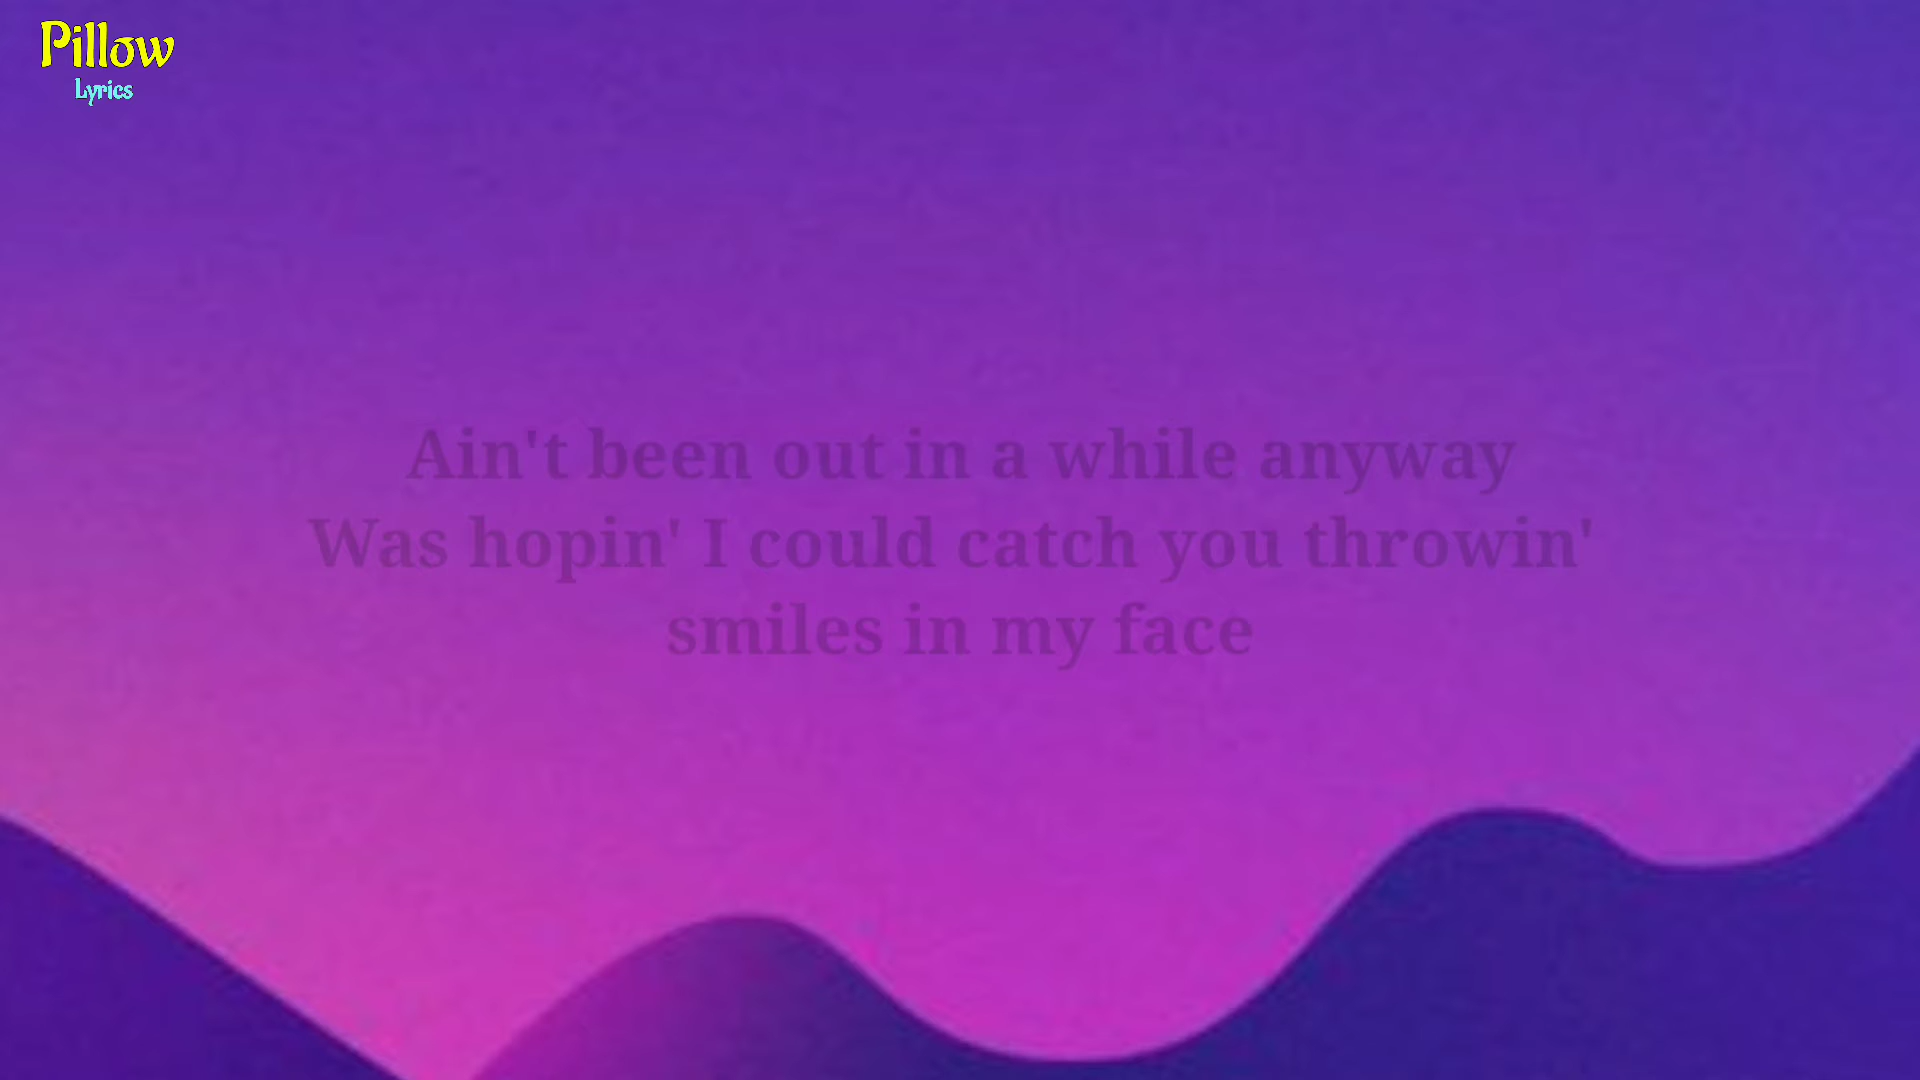 Pillow
Lyrics
Ain't been out in a while anyway
Was hopin' I could catch you throwin'
smiles in my face